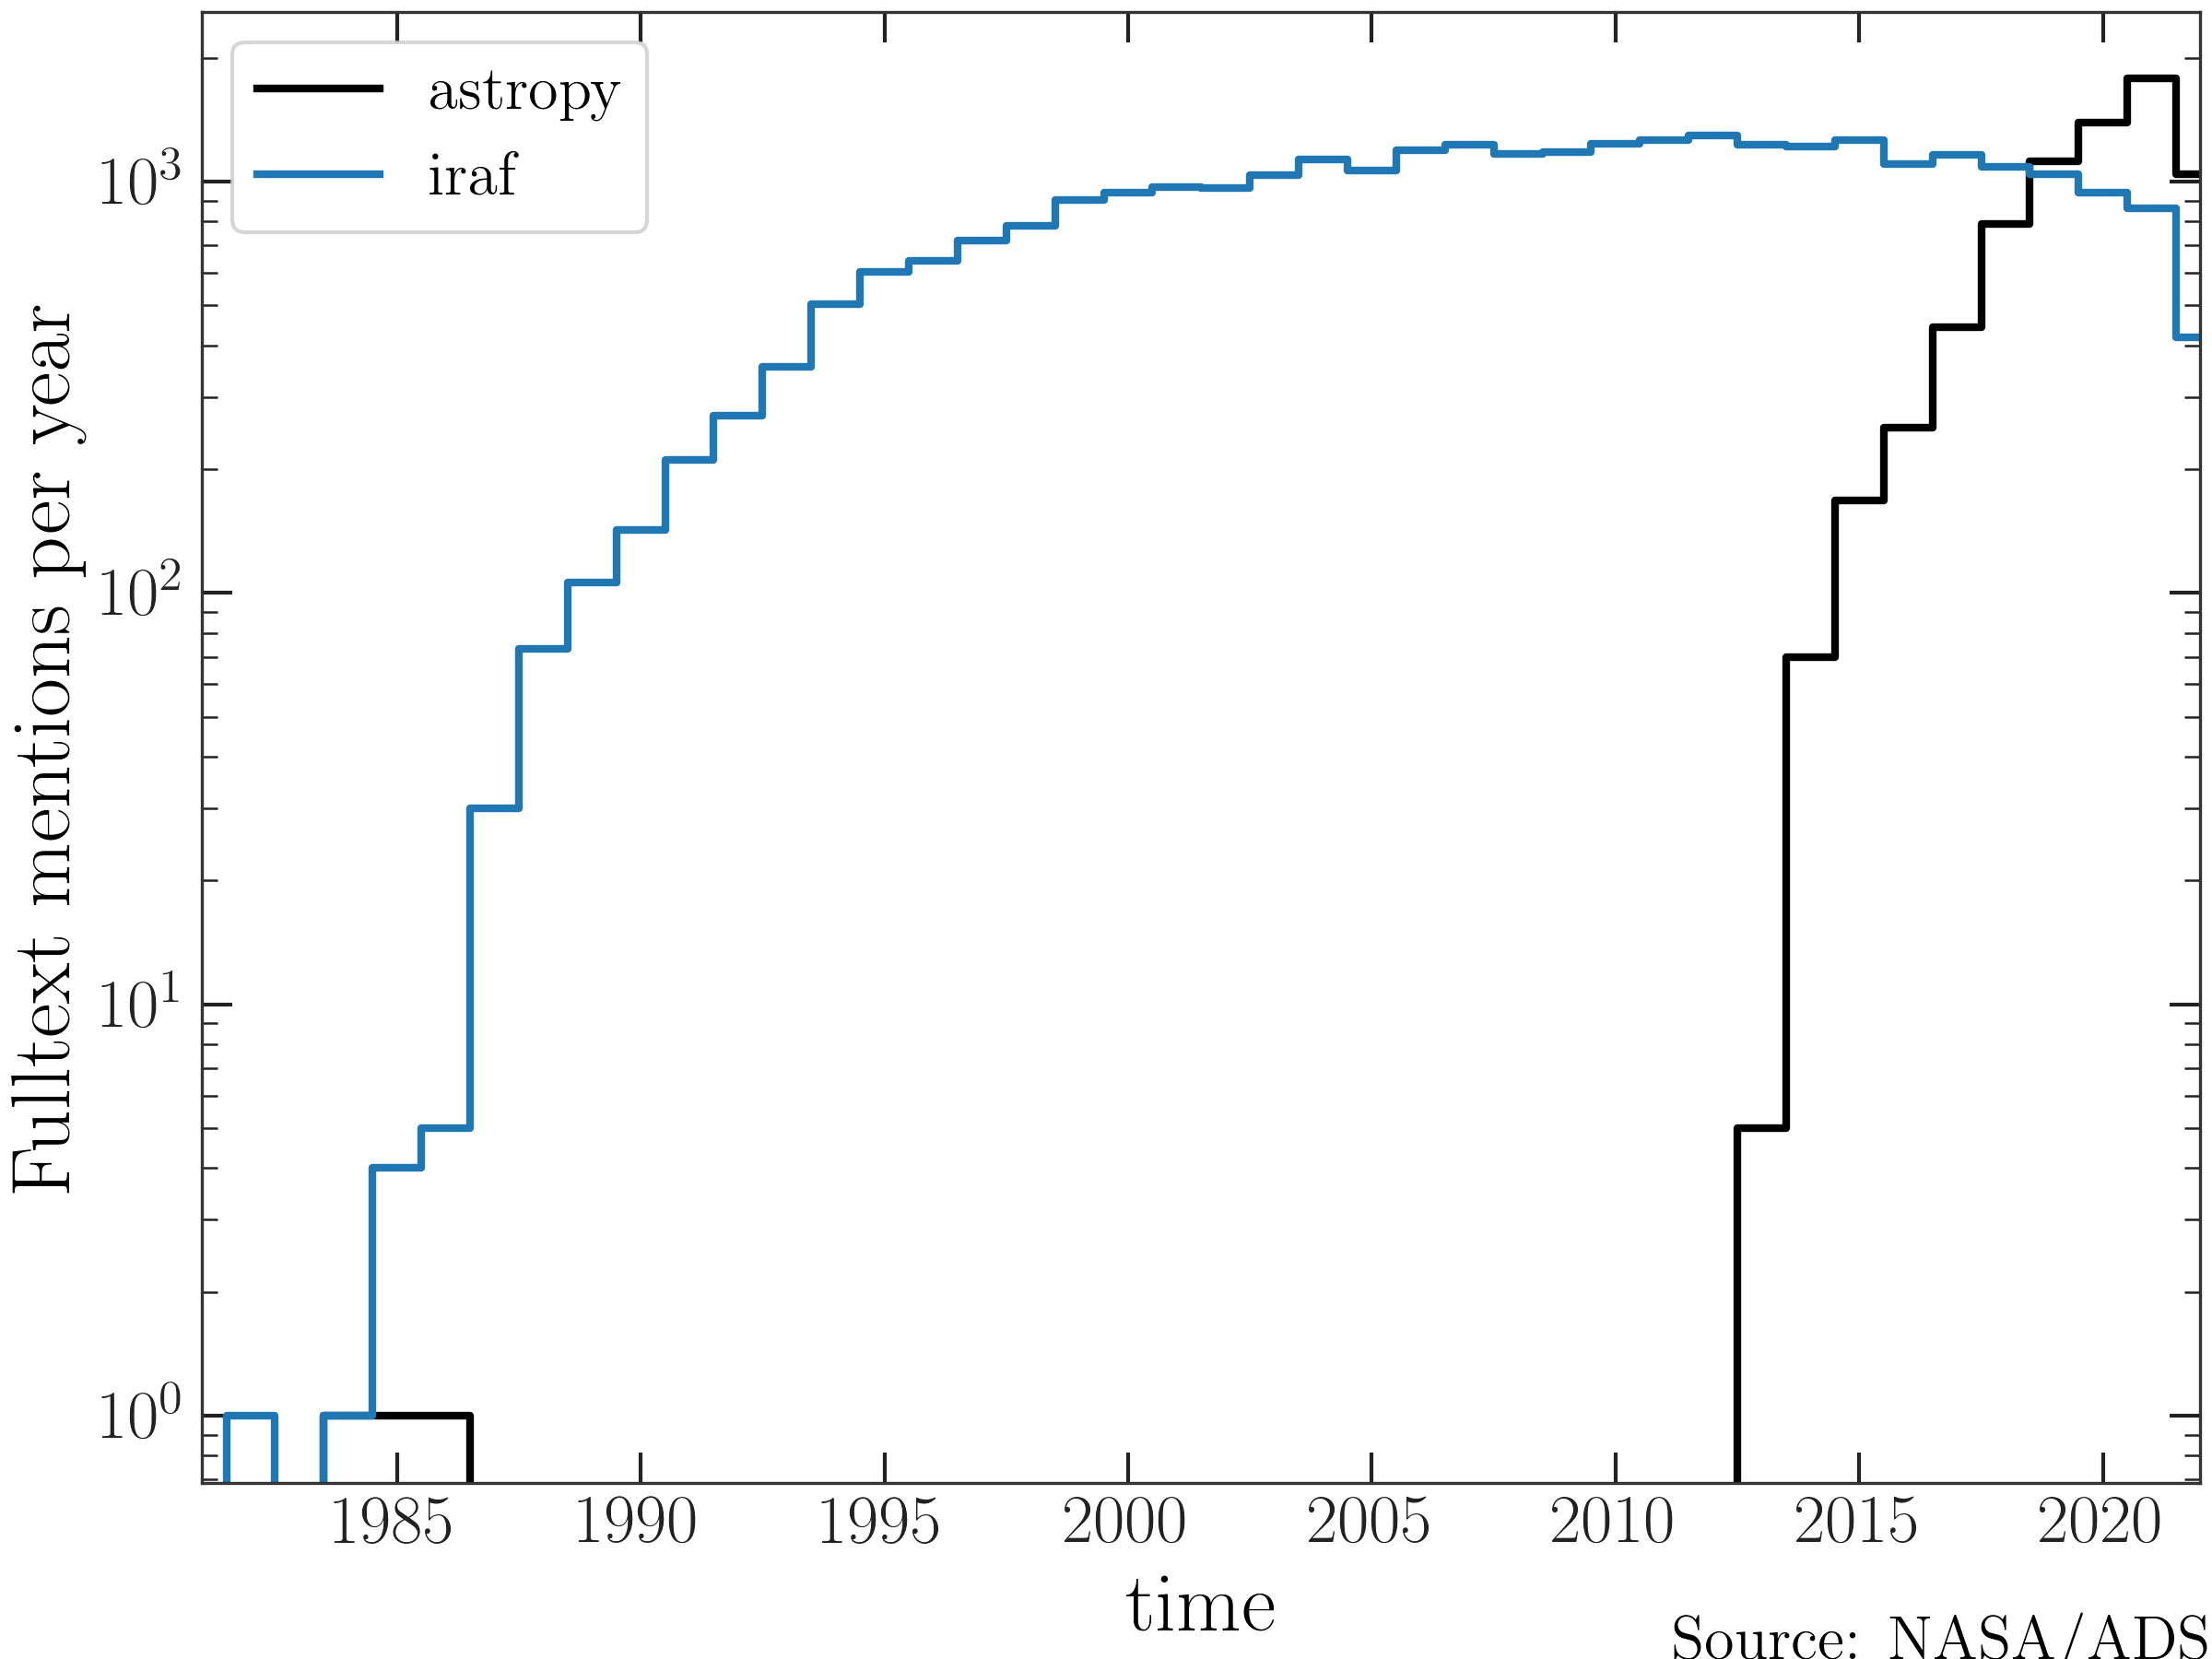 astropy
iraf
Fulltext mentions per year
10³
10²
10¹
10⁰
1985 1990 1995 2000 2005 2010 2015 2020
time
Source: NASA/ADS